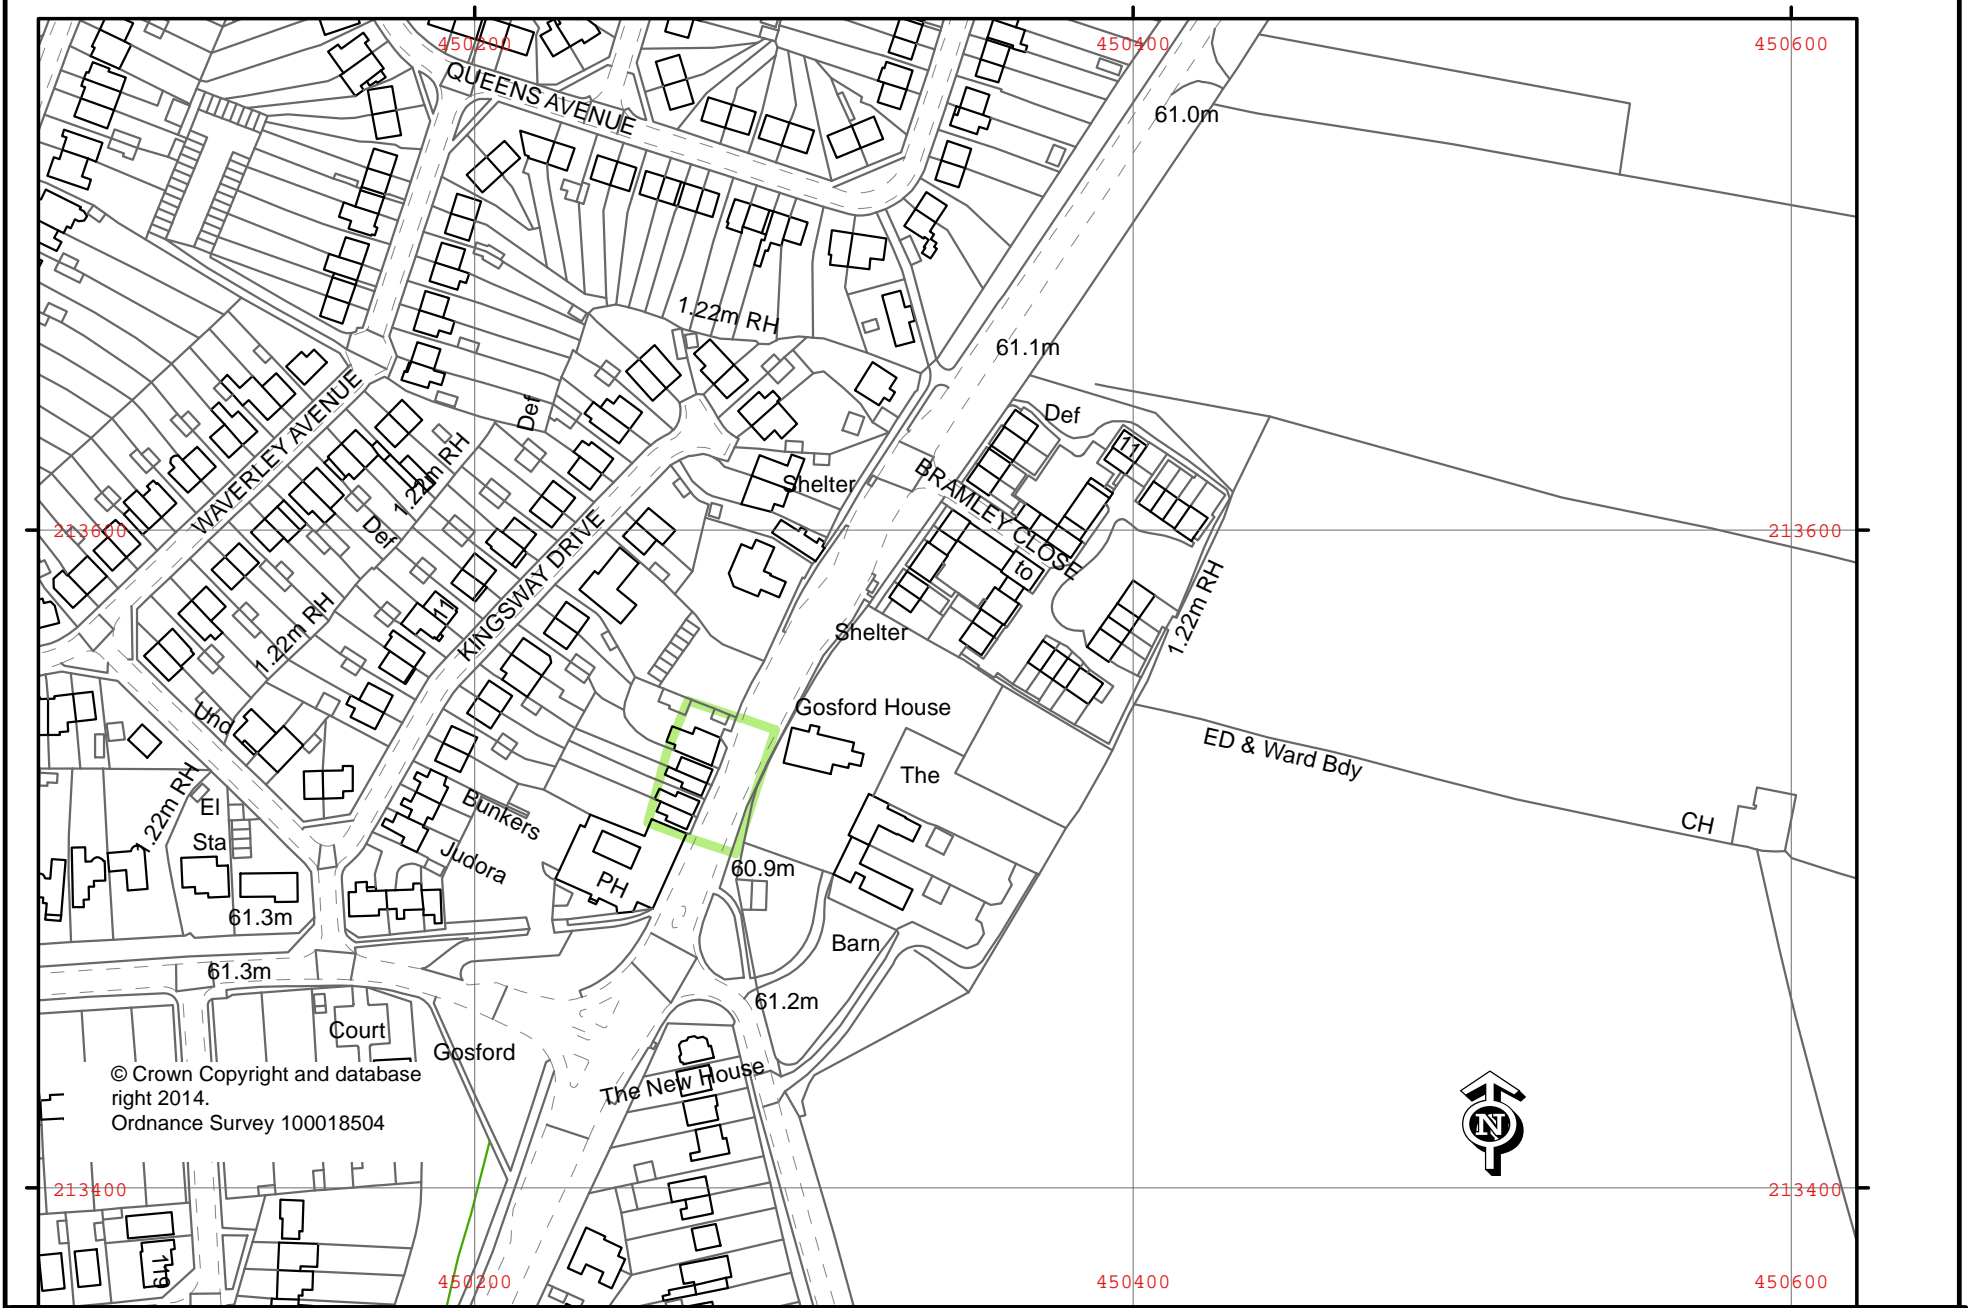 450200
450400
450600
QUEENS AVENUE
61.0m
1.22m RH
61.1m
WAVERLEY AVENUE
Def
Def
11
1.22m RH
Shelter
BRAMLEY CLOSE
213600
Def
213600
KINGSWAY DRIVE
to
1.22m RH
11
1.22m RH
Shelter
Und
Gosford House
ED & Ward Bdy
The
1.22m RH
El
Sta
Bunkers
CH
Judora
60.9m
PH
61.3m
Barn
61.3m
61.2m
Court
Gosford
The New House
© Crown Copyright and database
right 2014.
Ordnance Survey 100018504
N
213400
213400
119
450200
450400
450600